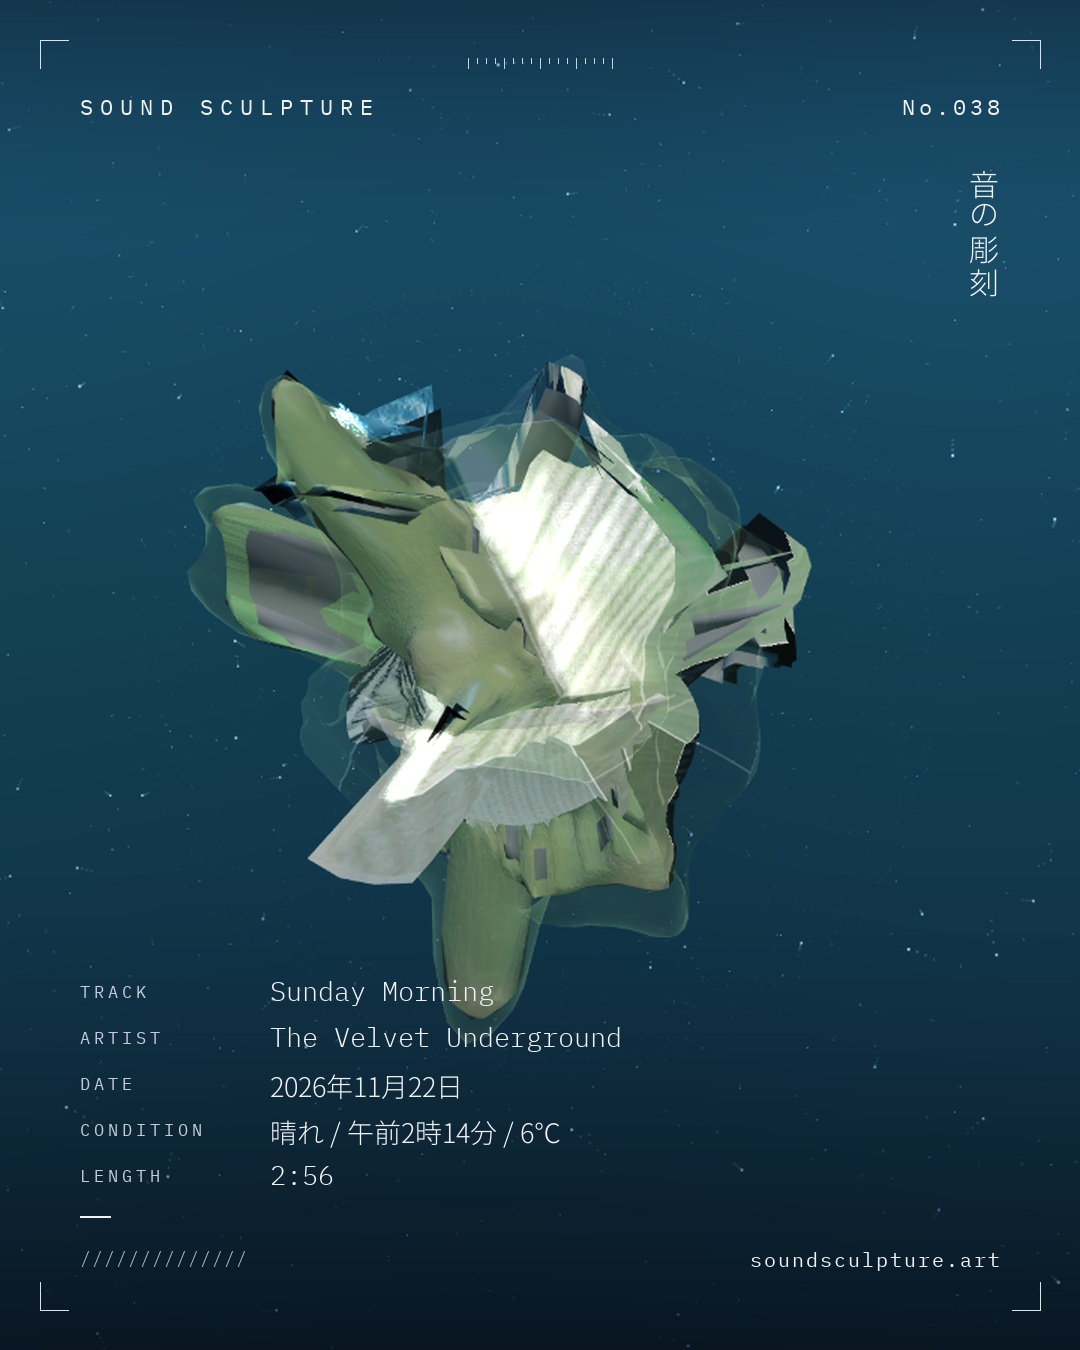 SOUND SCULPTURE
No.038
音の彫刻
TRACK Sunday Morning
ARTIST The Velvet Underground
DATE 2026年11月22日
CONDITION 晴れ / 午前2時14分 / 6°C
LENGTH 2:56
//////////////
soundsculpture.art